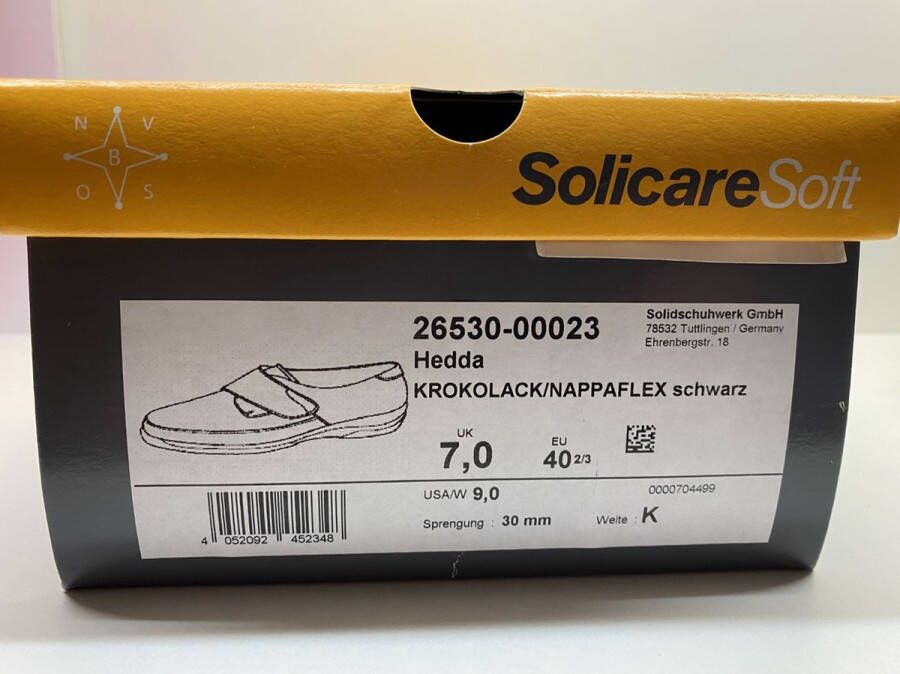 N V
B
O S
SolicareSoft
26530-00023
Hedda
KROKOLACK/NAPPAFLEX schwarz
Solidschuhwerk GmbH
78532 Tuttlingen / Germany
Ehrenbergstr. 18
UK
7,0
EU
40 2/3
USA/W 9,0
0000704499
Sprengung : 30 mm
Weite : K
4 052092 452348